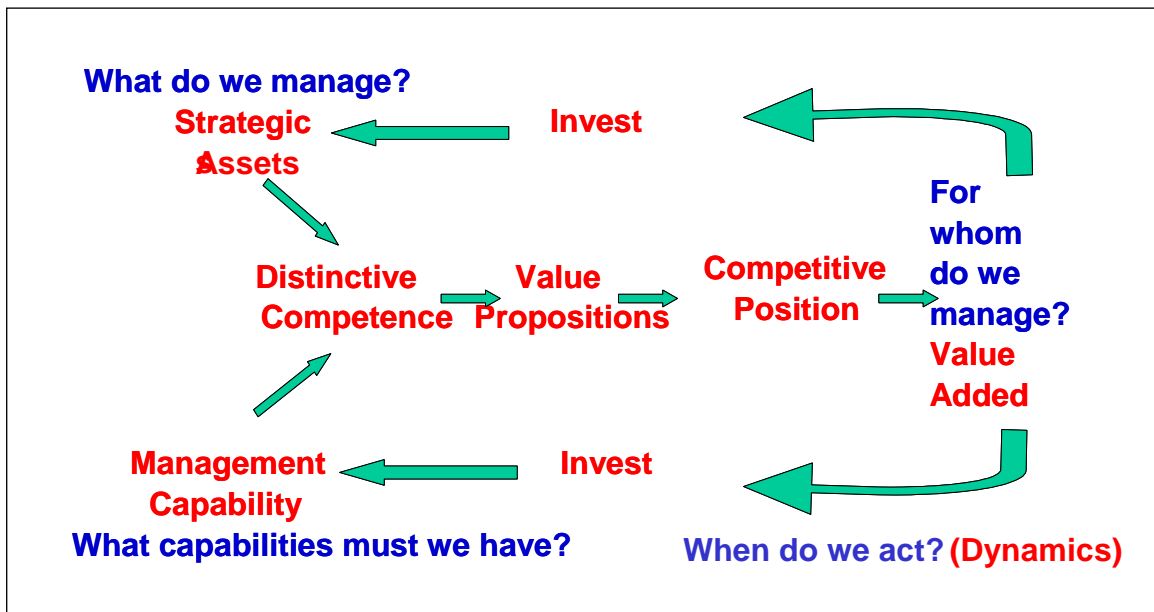 What do we manage?
Strategic
Assets
Invest
For
whom
do we
manage?
Value
Added
Distinctive
Competence
Value
Propositions
Competitive
Position
Management
Capability
What capabilities must we have?
Invest
When do we act? (Dynamics)